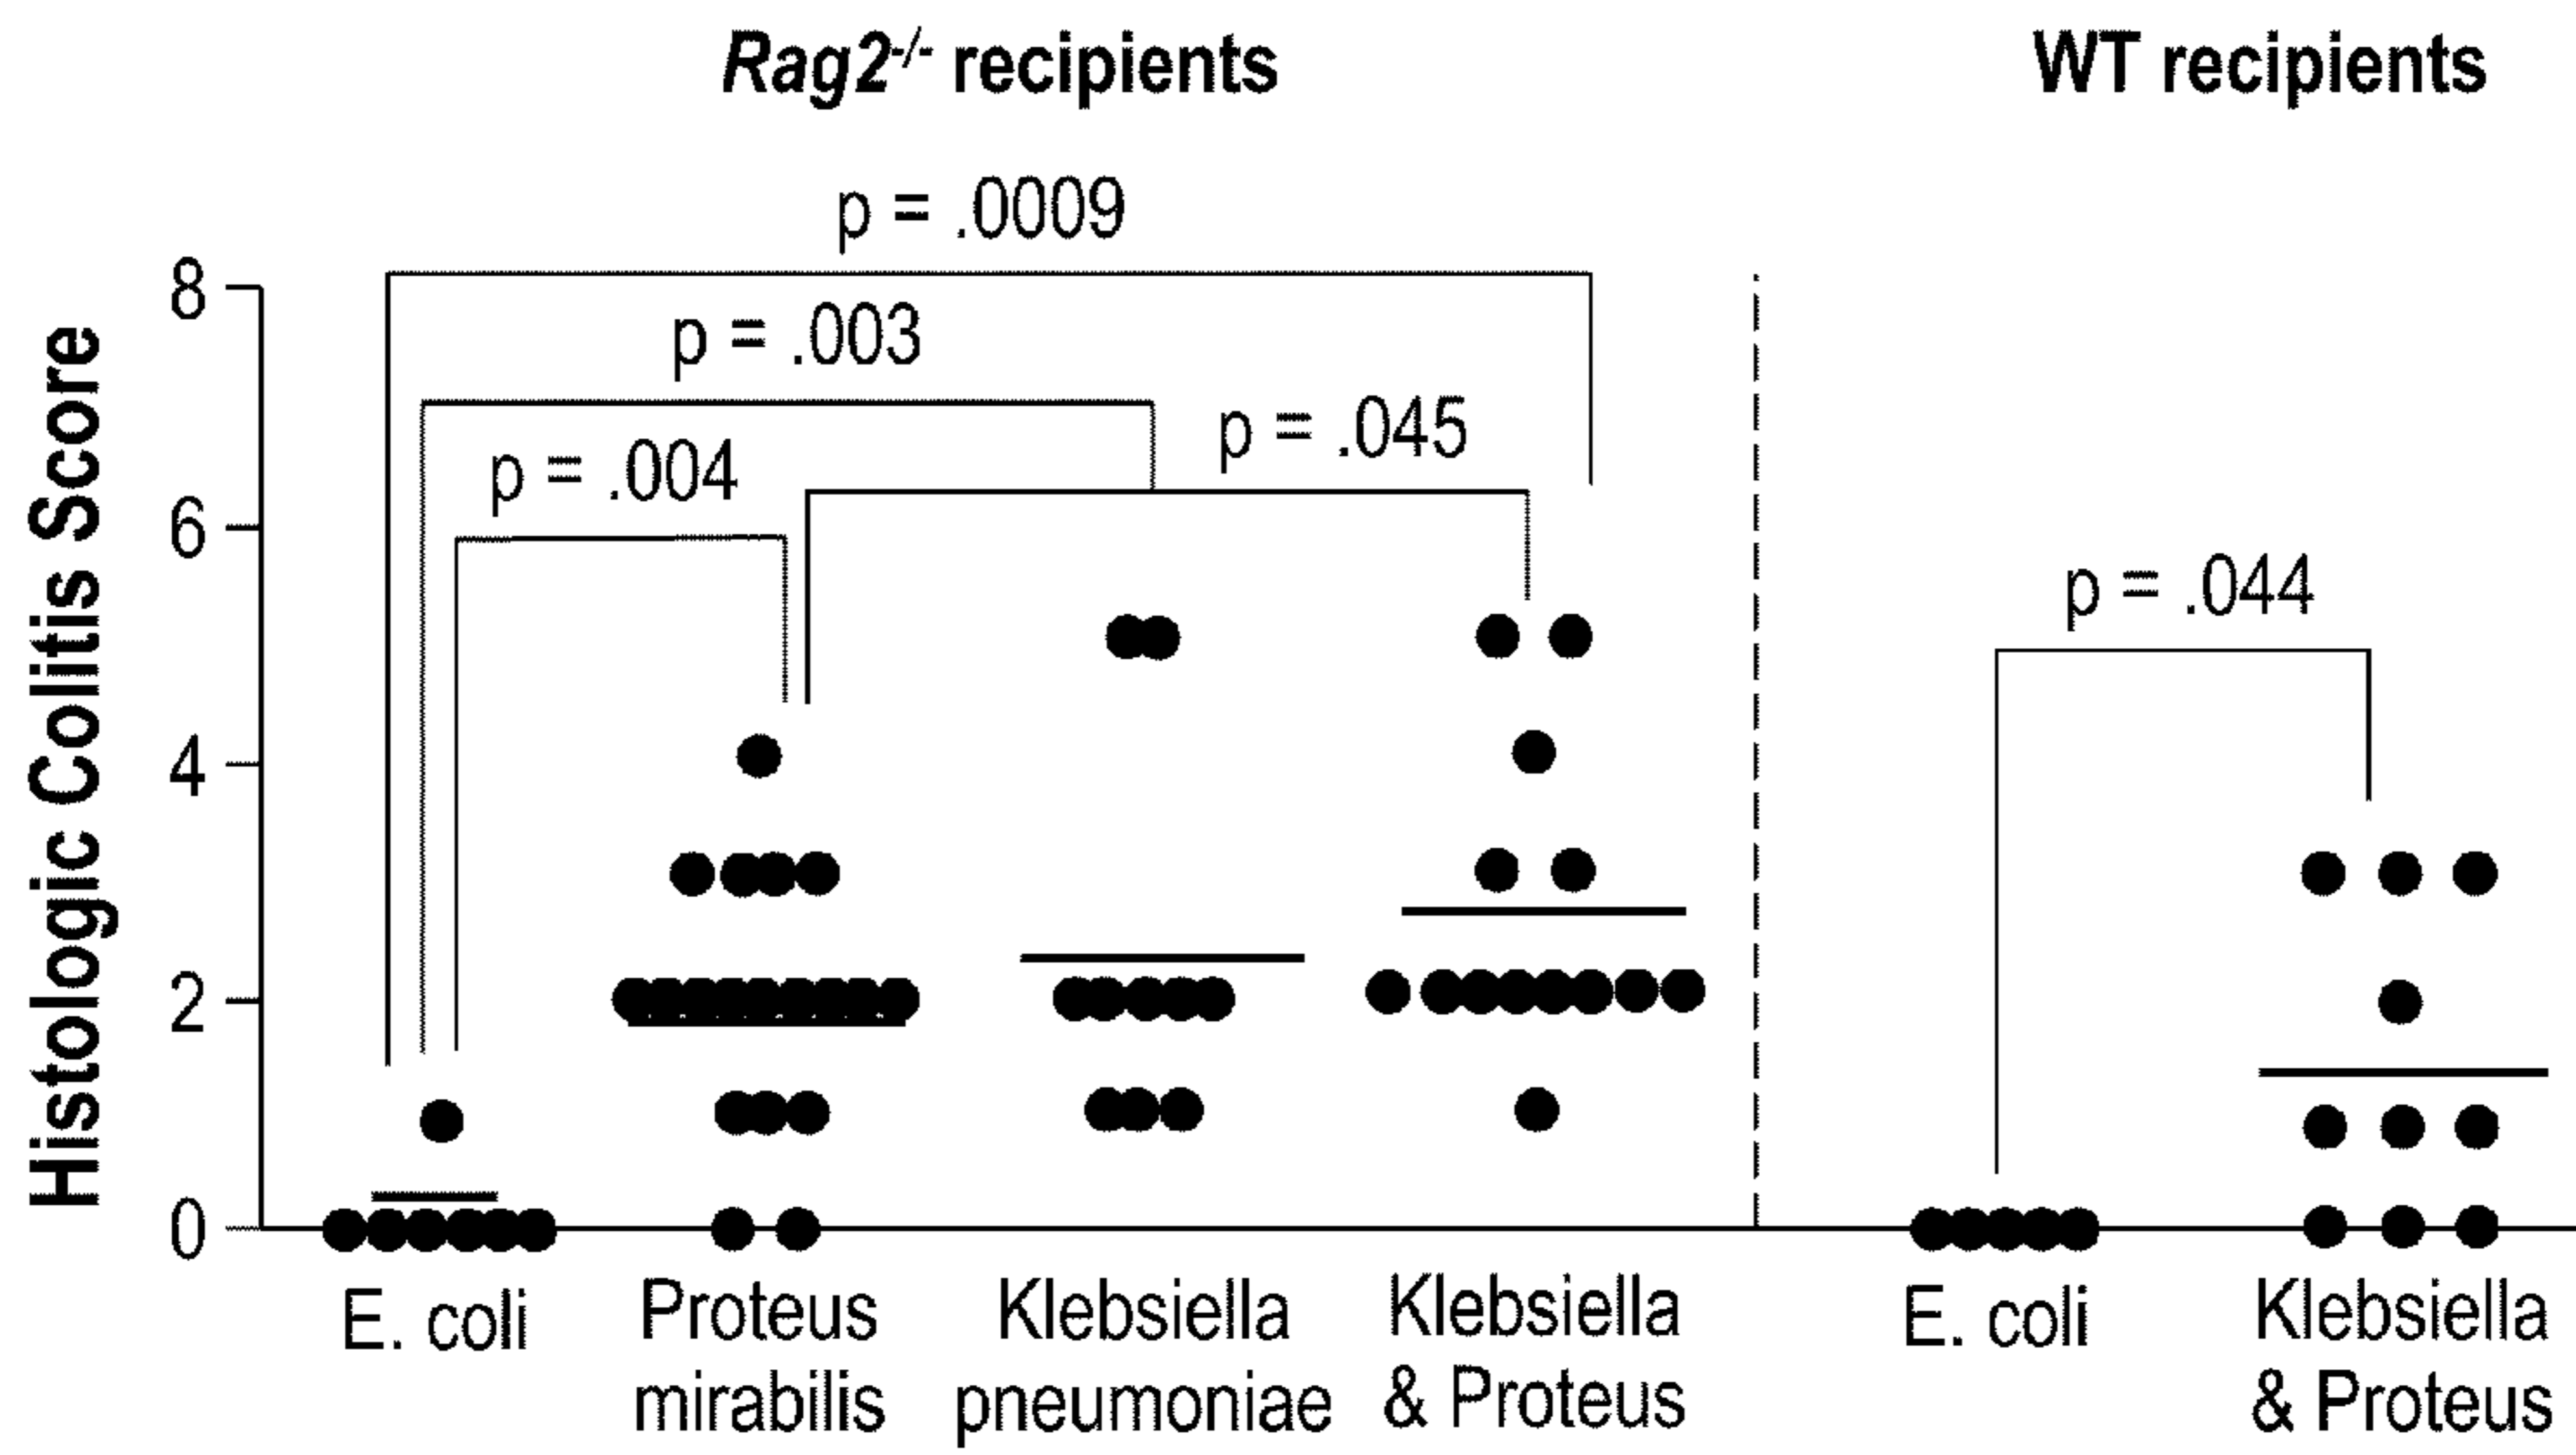 Rag2-/- recipients
WT recipients
p = .0009
p = .003
p = .045
p = .004
p = .044
Histologic Colitis Score
8
6
4
2
0
E. coli
Proteus
mirabilis
Klebsiella
pneumoniae
Klebsiella
& Proteus
E. coli
Klebsiella
& Proteus